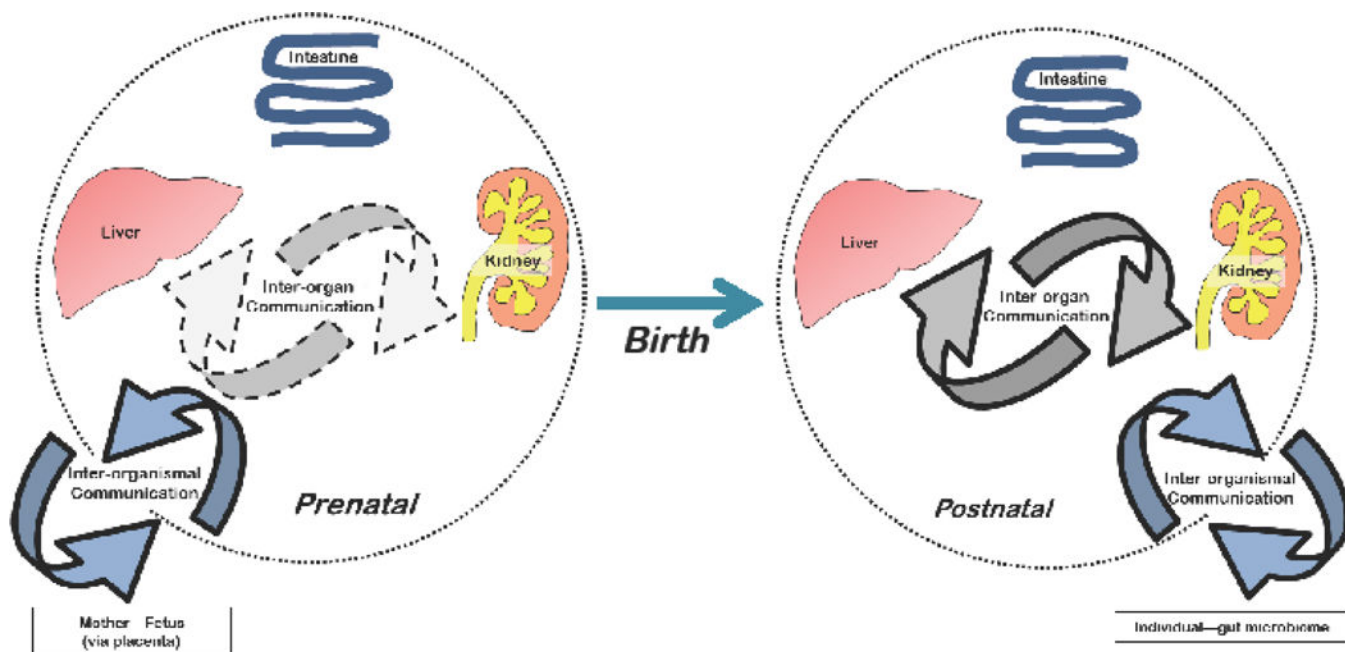 Intestine
Liver
Kidney
Inter-organ
Communication
Inter-organismal
Communication
Prenatal
Mother Fetus
(via placenta)
Birth
Intestine
Liver
Kidney
Inter organ
Communication
Postnatal
Inter organismal
Communication
Individual—gut microbiome